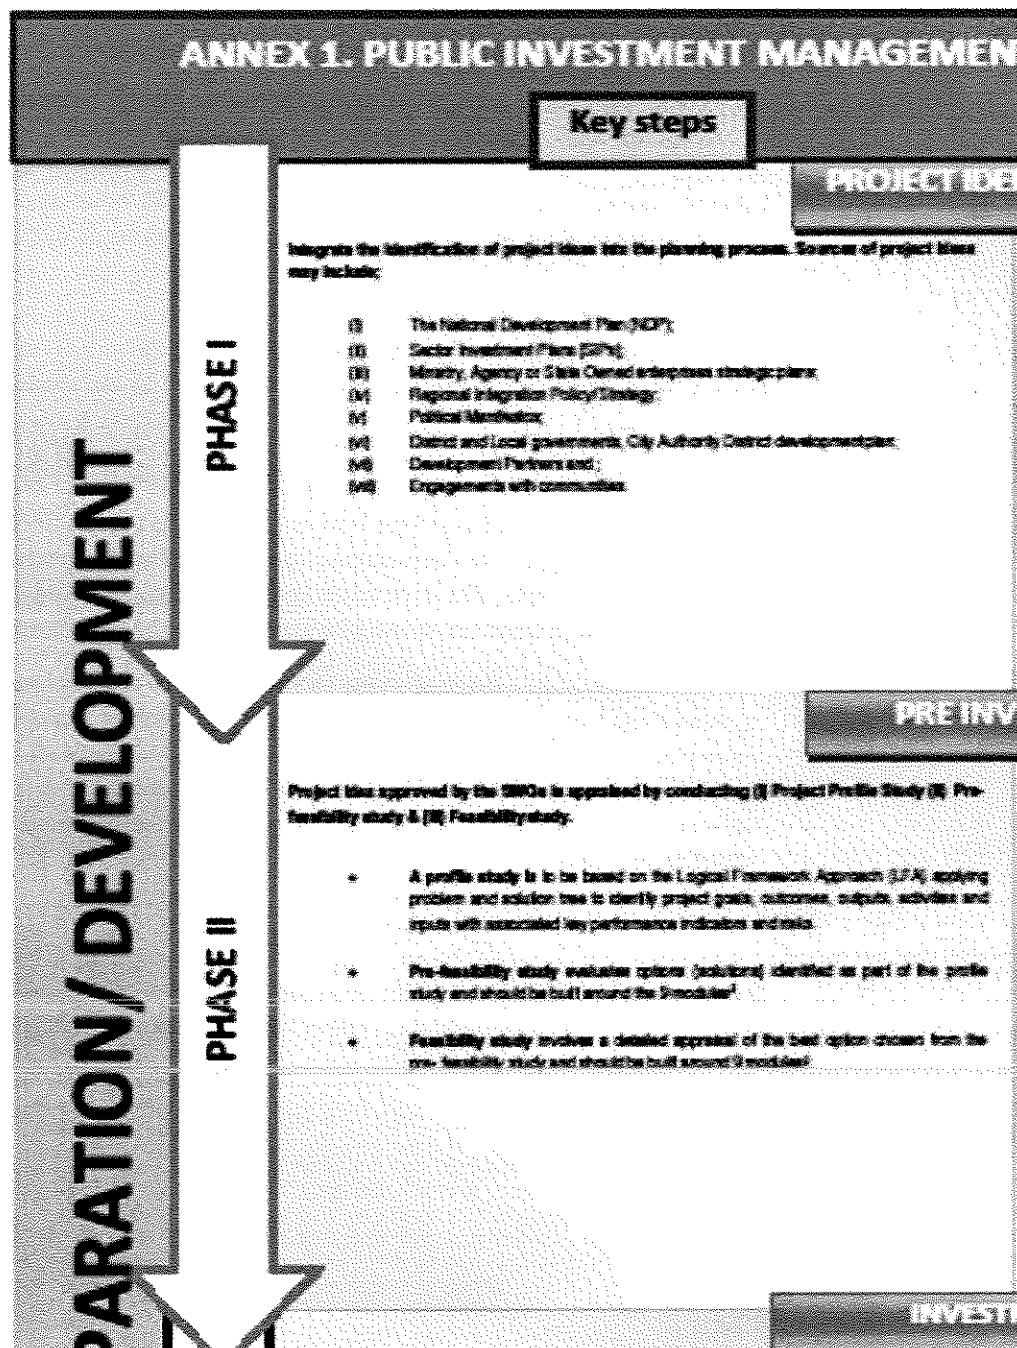 ANNEX 1. PUBLIC INVESTMENT MANAGEMEN
Key steps
PROJECT IDE
Integrate the identification of project ideas into the planning process. Sources of project ideas
may include;
(i) The National Development Plan (NDP);
(ii) Sector Investment Plans (SIPs);
(iii) Ministry, Agency or State Owned enterprises strategic plans;
(iv) Regional Integration Policy/Strategy;
(v) Political Manifestos;
(vi) District and Local governments, City Authority District development plan;
(vii) Development Partners and ;
(viii) Engagements with communities.
PHASE I
PARATION/ DEVELOPMENT
PRE INV
Project idea approved by the SWGs is appraised by conducting (i) Project Profile Study (ii) Pre-
feasibility study & (iii) Feasibility study.
• A profile study is to be based on the Logical Framework Approach (LFA) applying
problem and solution tree to identify project goals, outcomes, outputs, activities and
inputs with associated key performance indicators and risks.
• Pre-feasibility study evaluates options (solutions) identified as part of the profile
study and should be built around the 9 modules
• Feasibility study involves a detailed appraisal of the best option chosen from the
pre- feasibility study and should be built around 9 modules
PHASE II
INVEST